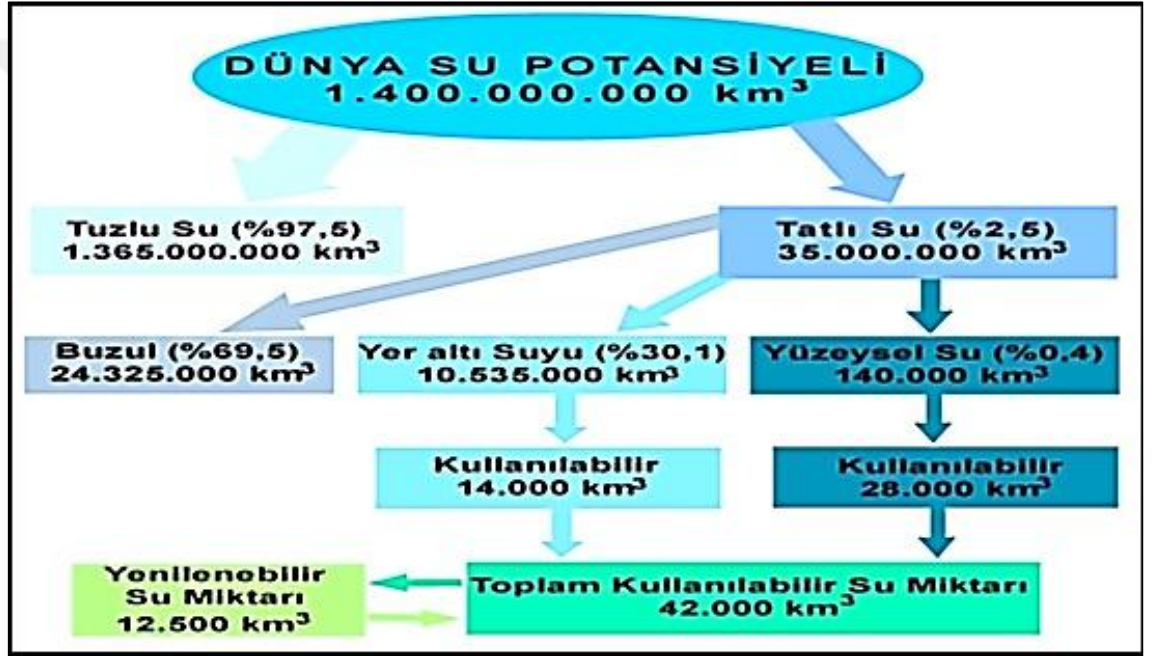 DÜNYA SU POTANSİYELİ
1.400.000.000 km³
Tuzlu Su (%97,5)
1.365.000.000 km³
Tatlı Su (%2,5)
35.000.000 km³
Buzul (%69,5)
24.325.000 km³
Yer altı Suyu (%30,1)
10.535.000 km³
Yüzeysel Su (%0,4)
140.000 km³
Kullanılabilir
14.000 km³
Kullanılabilir
28.000 km³
Yenilenebilir
Su Miktarı
12.500 km³
Toplam Kullanılabilir Su Miktarı
42.000 km³